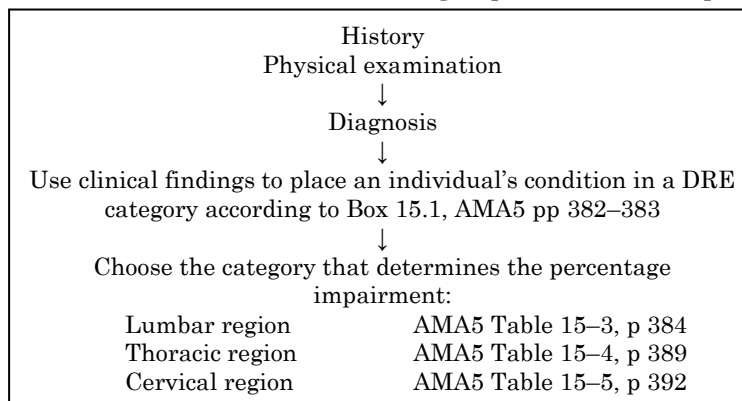 History
Physical examination
↓
Diagnosis
↓
Use clinical findings to place an individual's condition in a DRE
category according to Box 15.1, AMA5 pp 382–383
↓
Choose the category that determines the percentage
impairment:
Lumbar region AMA5 Table 15–3, p 384
Thoracic region AMA5 Table 15–4, p 389
Cervical region AMA5 Table 15–5, p 392